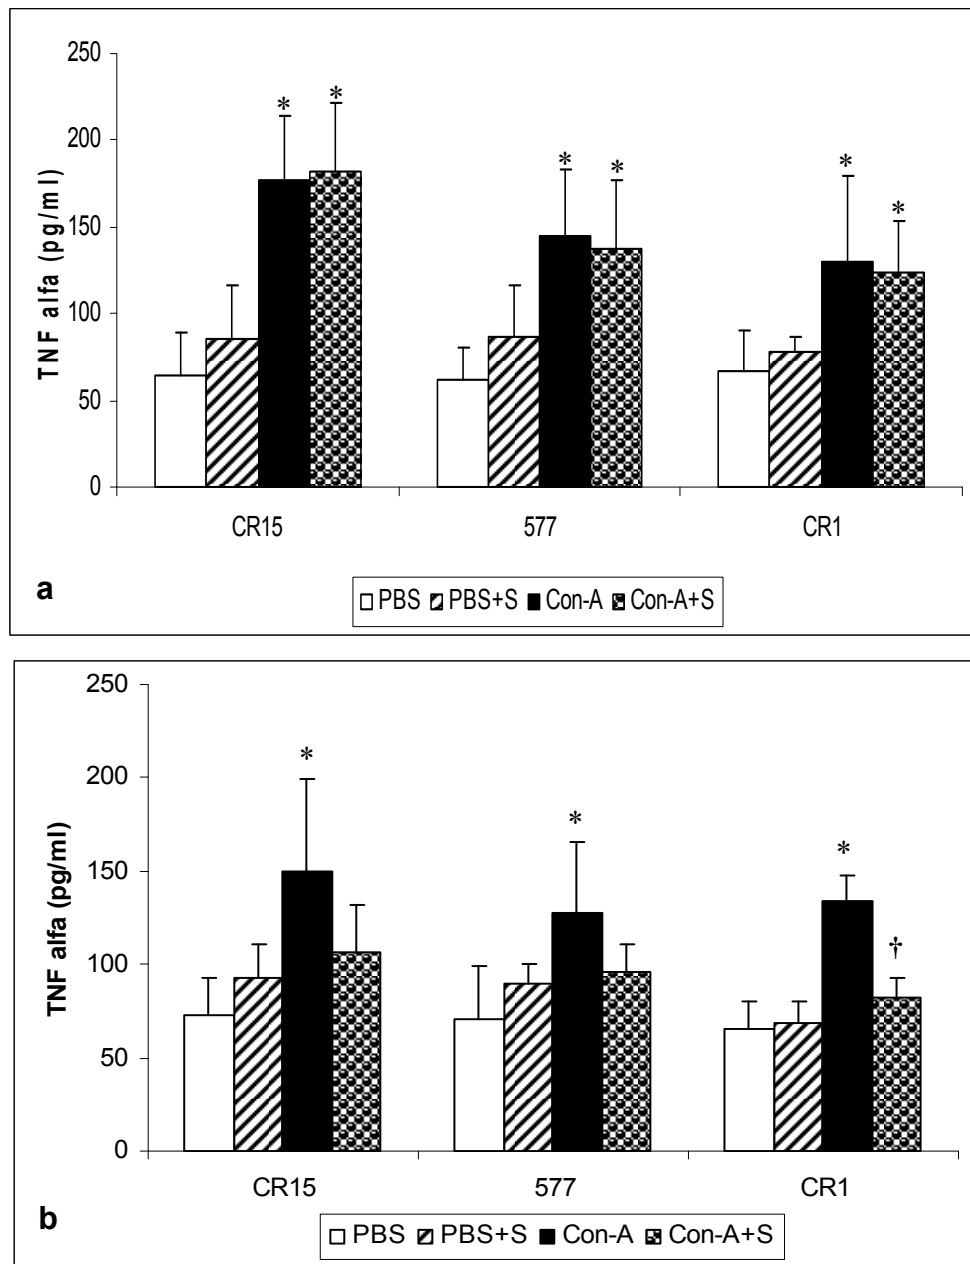 TNF alfa (pg/ml)
250
200
150
100
50
0
* * * * * *
CR15 577 CR1
a
PBS PBS+S Con-A Con-A+S
TNF alfa (pg/ml)
250
200
150
100
50
0
* * * †
CR15 577 CR1
b
PBS PBS+S Con-A Con-A+S